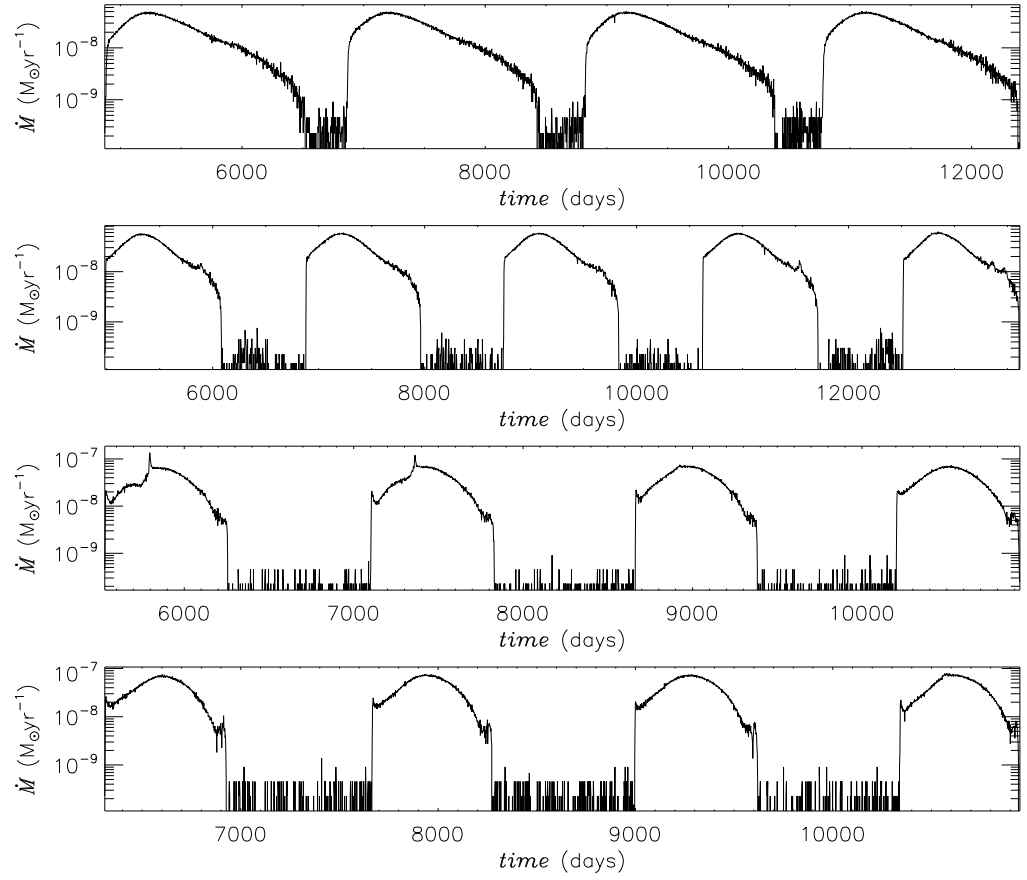 Ṁ (M⊙yr⁻¹)
10⁻⁸
10⁻⁹
6000 8000 10000 12000
time (days)
Ṁ (M⊙yr⁻¹)
10⁻⁸
10⁻⁹
6000 8000 10000 12000
time (days)
Ṁ (M⊙yr⁻¹)
10⁻⁷
10⁻⁸
10⁻⁹
6000 7000 8000 9000 10000
time (days)
Ṁ (M⊙yr⁻¹)
10⁻⁷
10⁻⁸
10⁻⁹
7000 8000 9000 10000
time (days)